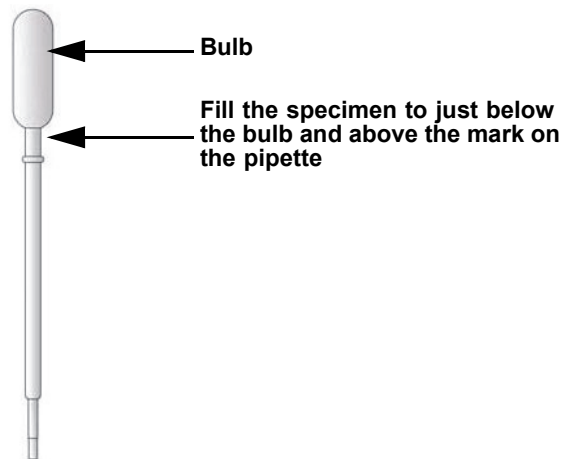 Bulb
Fill the specimen to just below
the bulb and above the mark on
the pipette